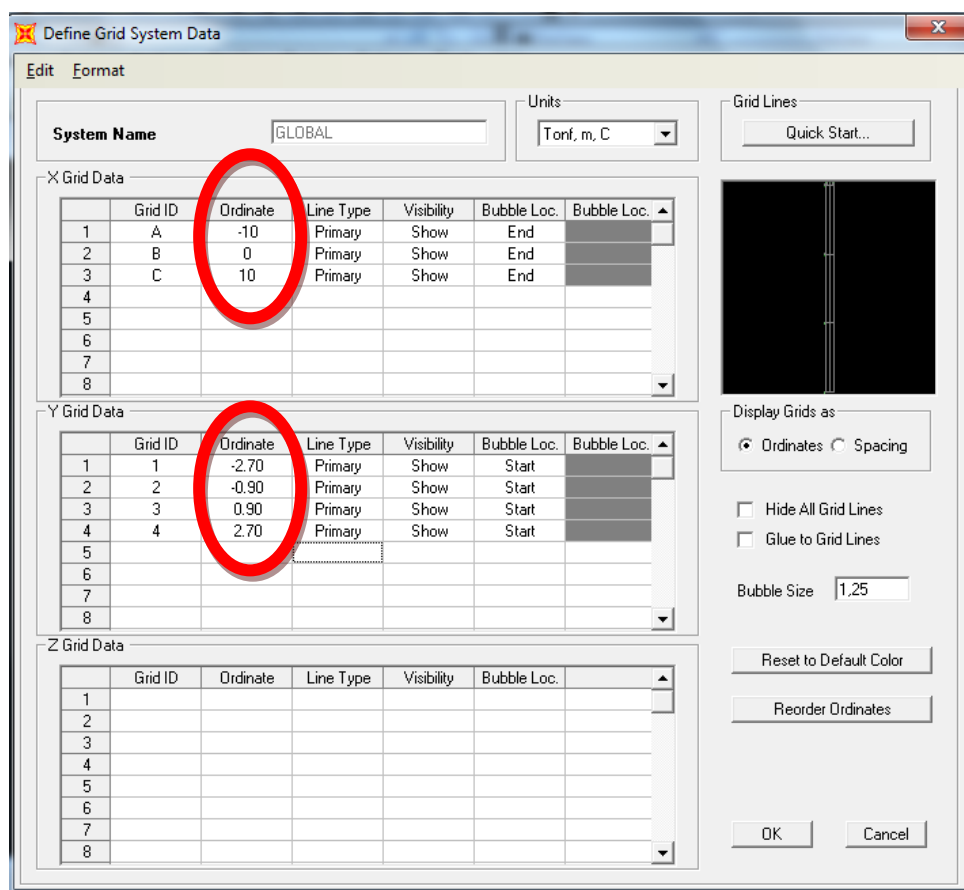 Define Grid System Data
Edit Format
Units
Grid Lines
System Name GLOBAL Tonf, m, C Quick Start...
X Grid Data
Grid ID Ordinate Line Type Visibility Bubble Loc. Bubble Loc.
1 A -10 Primary Show End
2 B 0 Primary Show End
3 C 10 Primary Show End
4
5
6
7
8
Y Grid Data
Display Grids as
Grid ID Ordinate Line Type Visibility Bubble Loc. Bubble Loc.
Ordinates Spacing
1 1 -2.70 Primary Show Start
2 2 -0.90 Primary Show Start
3 3 0.90 Primary Show Start
4 4 2.70 Primary Show Start
5
6
7
8
Hide All Grid Lines
Glue to Grid Lines
Bubble Size 1,25
Z Grid Data
Grid ID Ordinate Line Type Visibility Bubble Loc.
1
2
3
4
5
6
7
8
Reset to Default Color
Reorder Ordinates
OK Cancel